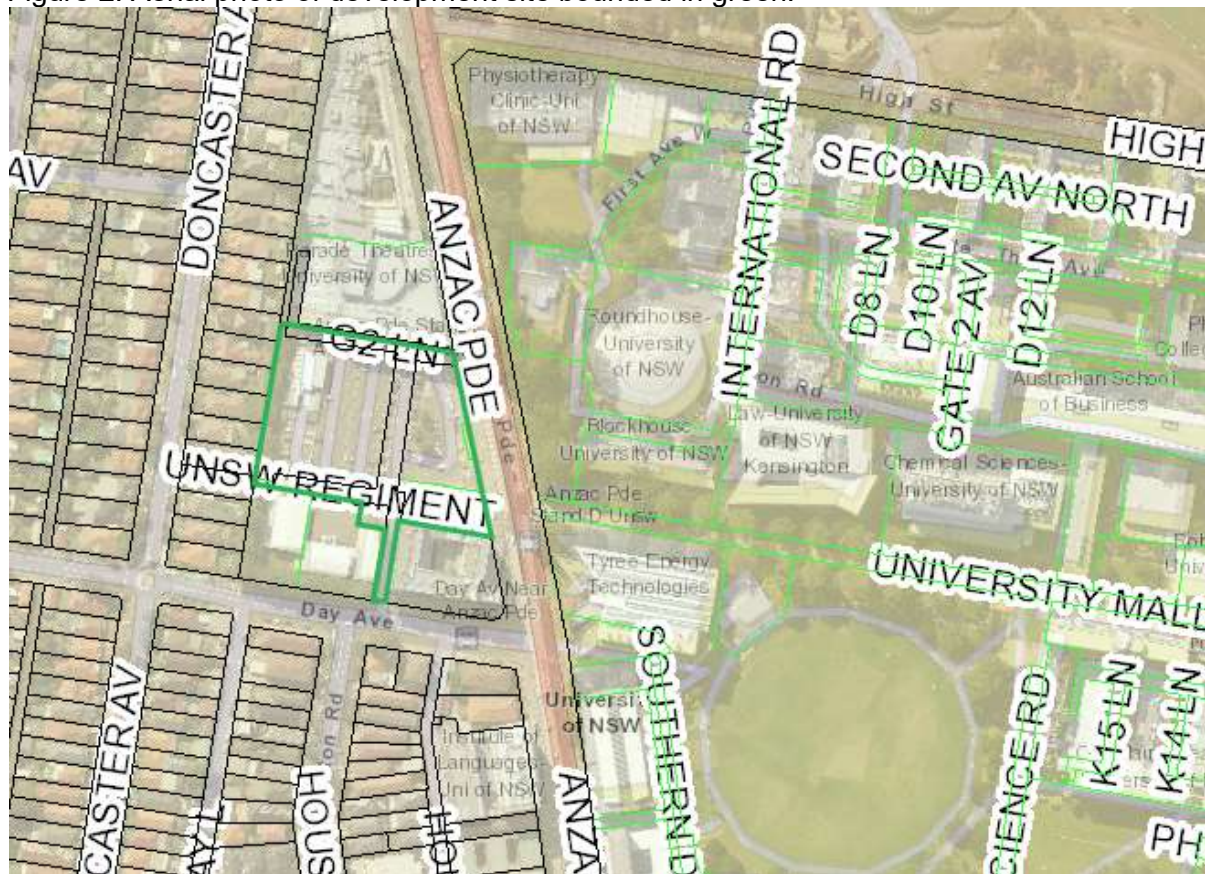 Figure 2: Aerial photo of development site bounded in green.
DONCASTER A
INTERNATIONAL RD
High St
HIGH
Physiotherapy
Clinic-Uni
of NSW
First Ave W
SECOND AV NORTH
AV
ANZAC PDE
Parade Theatres
University of NSW
D8 LN
D10 LN
GATE 2 AV
D12 LN
G2 LN
Roundhouse-
University
of NSW
Australian School
of Business
Pde
Law-University
of NSW
Kensington
Blockhouse-
University of NSW
Chemical Sciences-
University of NSW
UNSW REGIMENT
Anzac Pde
Stand D Unsw
Tyree Energy
Technologies
UNIVERSITY MALL
Day Av Near
Anzac Pde
Day Ave
SOUTHERN D
Universi
of NSW
Institute of
Languages-
Uni of NSW
CASTER AV
AY L
HOUS
HO
ANZA
CIENCE RD
K15 LN
K14 LN
PH